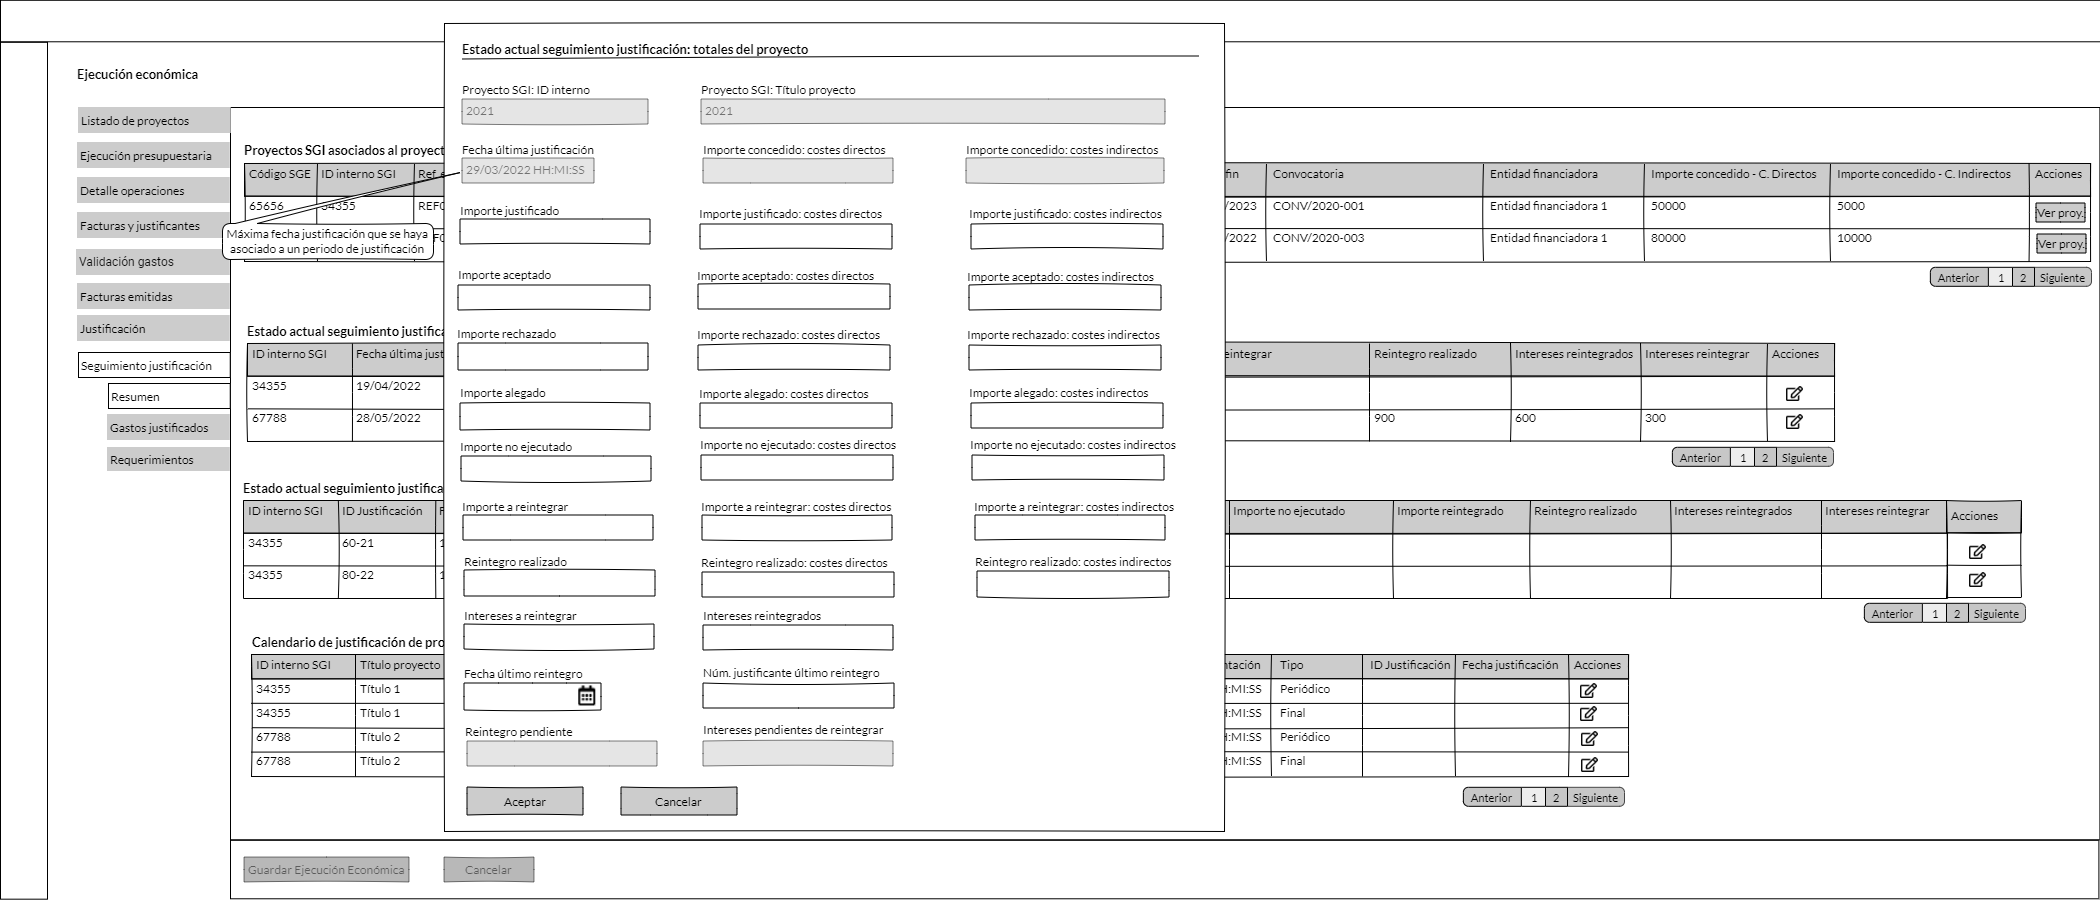 Ejecución económica
Listado de proyectos
Ejecución presupuestaria
Detalle operaciones
Facturas y justificantes
Validación gastos
Facturas emitidas
Justificación
Seguimiento justificación
Resumen
Gastos justificados
Requerimientos
Proyectos SGI asociados al proyect
Código SGE ID interno SGI Ref.
65656 34355 REF0
Máxima fecha justificación que se haya
asociado a un periodo de justificación
fin Convocatoria Entidad financiadora Importe concedido - C. Directos Importe concedido - C. Indirectos Acciones
/2023 CONV/2020-001 Entidad financiadora 1 50000 5000 Ver proy.
/2022 CONV/2020-003 Entidad financiadora 1 80000 10000 Ver proy.
Anterior 1 2 Siguiente
Estado actual seguimiento justifica
ID interno SGI Fecha última just
34355 19/04/2022
67788 28/05/2022
eintegrar Reintegro realizado Intereses reintegrados Intereses reintegrar Acciones
900 600 300
Anterior 1 2 Siguiente
Estado actual seguimiento justifica
ID interno SGI ID Justificación F
34355 60-21 1
34355 80-22 1
Importe no ejecutado Importe reintegrado Reintegro realizado Intereses reintegrados Intereses reintegrar Acciones
Anterior 1 2 Siguiente
Calendario de justificación de pro
ID interno SGI Título proyecto
34355 Título 1
34355 Título 1
67788 Título 2
67788 Título 2
ntación Tipo ID Justificación Fecha justificación Acciones
H:MI:SS Periódico
H:MI:SS Final
H:MI:SS Periódico
H:MI:SS Final
Anterior 1 2 Siguiente
Guardar Ejecución Económica Cancelar
Estado actual seguimiento justificación: totales del proyecto
Proyecto SGI: ID interno Proyecto SGI: Título proyecto
2021 2021
Fecha última justificación Importe concedido: costes directos Importe concedido: costes indirectos
29/03/2022 HH:MI:SS
Importe justificado Importe justificado: costes directos Importe justificado: costes indirectos
Importe aceptado Importe aceptado: costes directos Importe aceptado: costes indirectos
Importe rechazado Importe rechazado: costes directos Importe rechazado: costes indirectos
Importe alegado Importe alegado: costes directos Importe alegado: costes indirectos
Importe no ejecutado Importe no ejecutado: costes directos Importe no ejecutado: costes indirectos
Importe a reintegrar Importe a reintegrar: costes directos Importe a reintegrar: costes indirectos
Reintegro realizado Reintegro realizado: costes directos Reintegro realizado: costes indirectos
Intereses a reintegrar Intereses reintegrados
Fecha último reintegro Núm. justificante último reintegro
Reintegro pendiente Intereses pendientes de reintegrar
Aceptar Cancelar